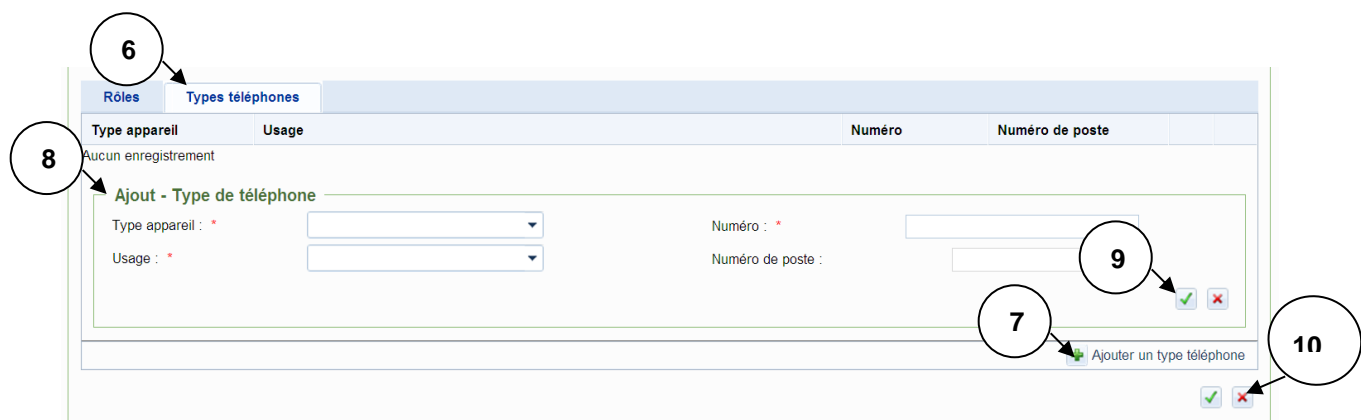 6
Rôles Types téléphones
Type appareil Usage Numéro Numéro de poste
8
Aucun enregistrement
Ajout - Type de téléphone
Type appareil : * Numéro : *
Usage : * Numéro de poste :
9
7
10
Ajouter un type téléphone